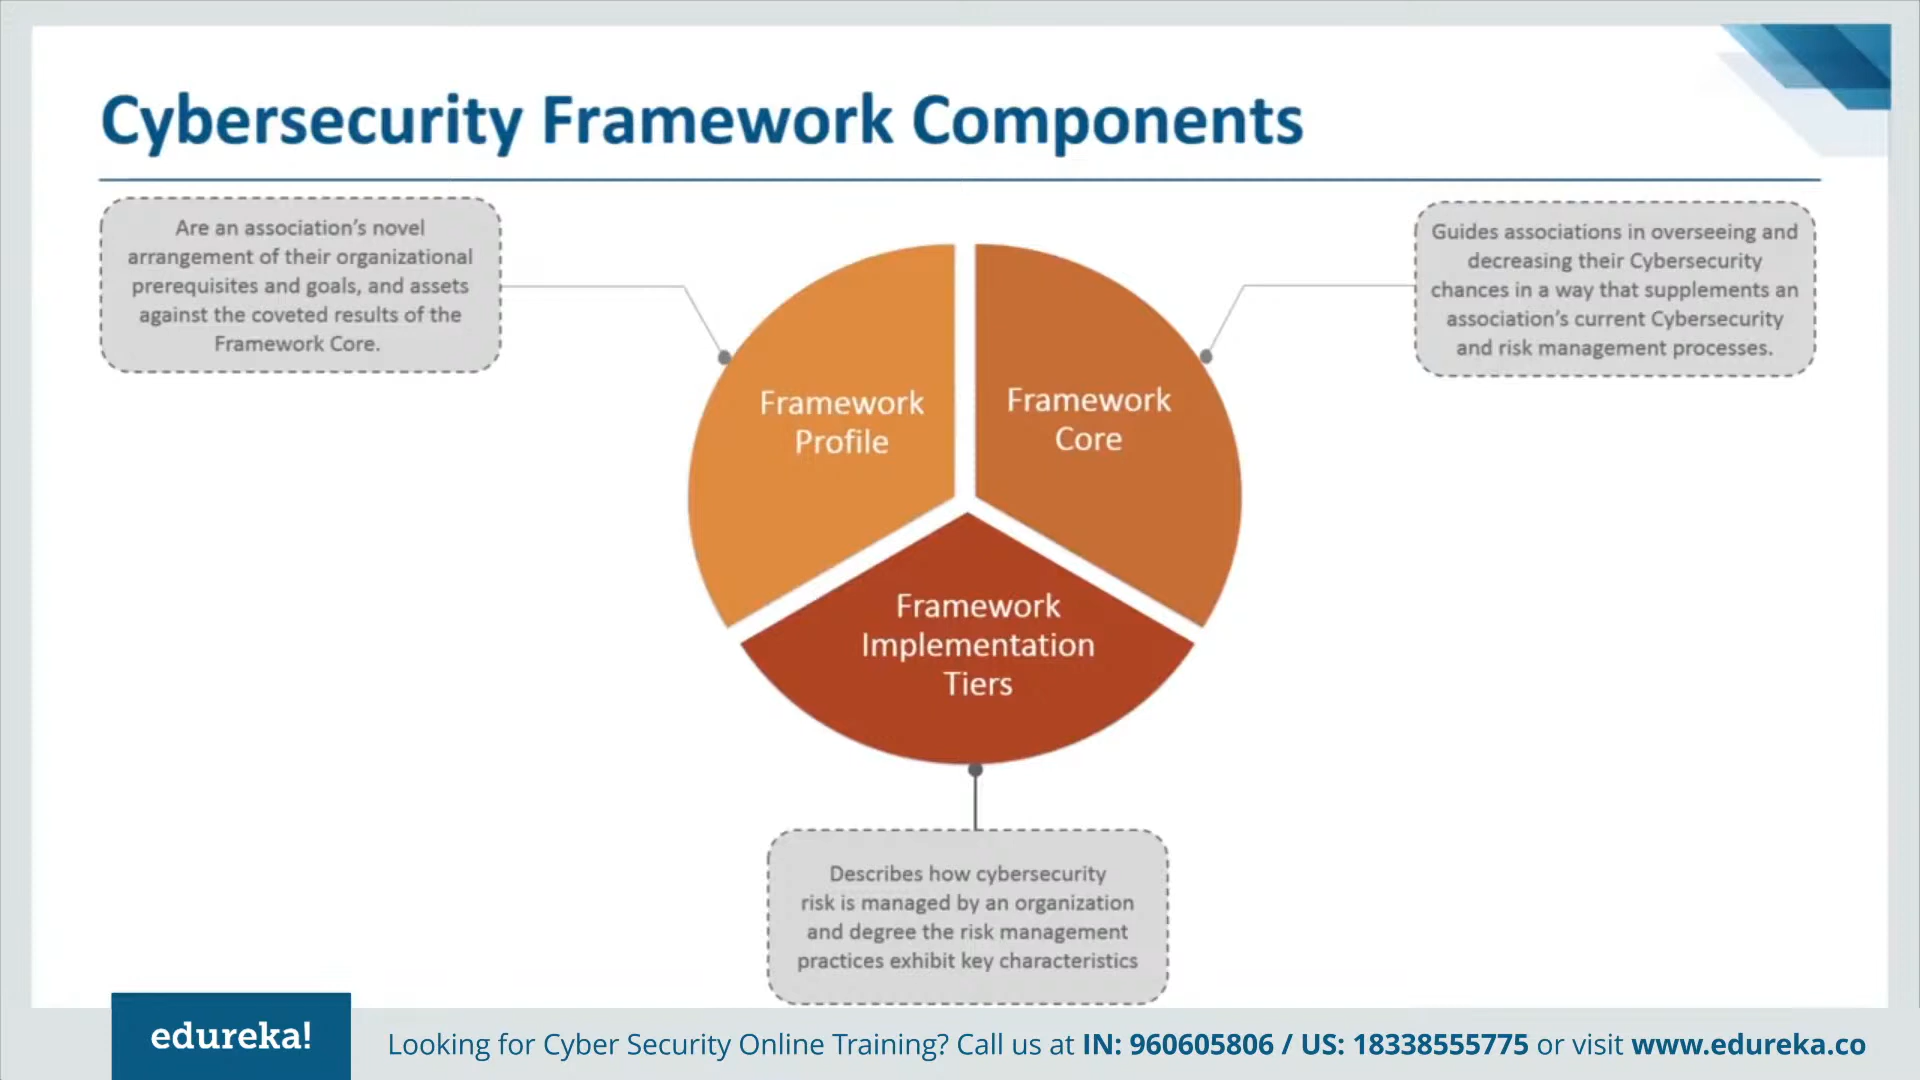 Cybersecurity Framework Components
Are an association’s novel
arrangement of their organizational
prerequisites and goals, and assets
against the coveted results of the
Framework Core.
Guides associations in overseeing and
decreasing their Cybersecurity
chances in a way that supplements an
association’s current Cybersecurity
and risk management processes.
Framework
Profile
Framework
Core
Framework
Implementation
Tiers
Describes how cybersecurity
risk is managed by an organization
and degree the risk management
practices exhibit key characteristics
edureka!
Looking for Cyber Security Online Training? Call us at IN: 960605806 / US: 18338555775 or visit www.edureka.co